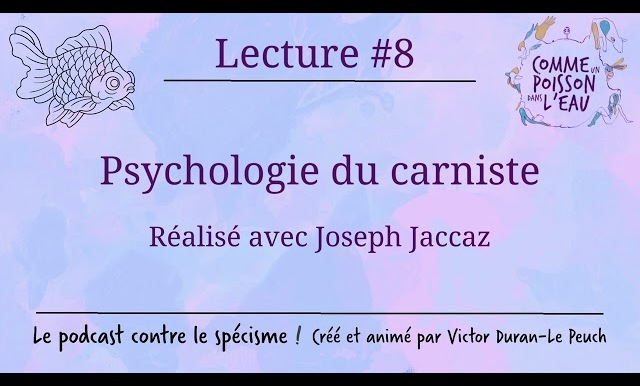 Lecture #8
COMME UN
POISSON
DANS L'EAU
Psychologie du carniste
Réalisé avec Joseph Jaccaz
Le podcast contre le spécisme ! Créé et animé par Victor Duran-Le Peuch